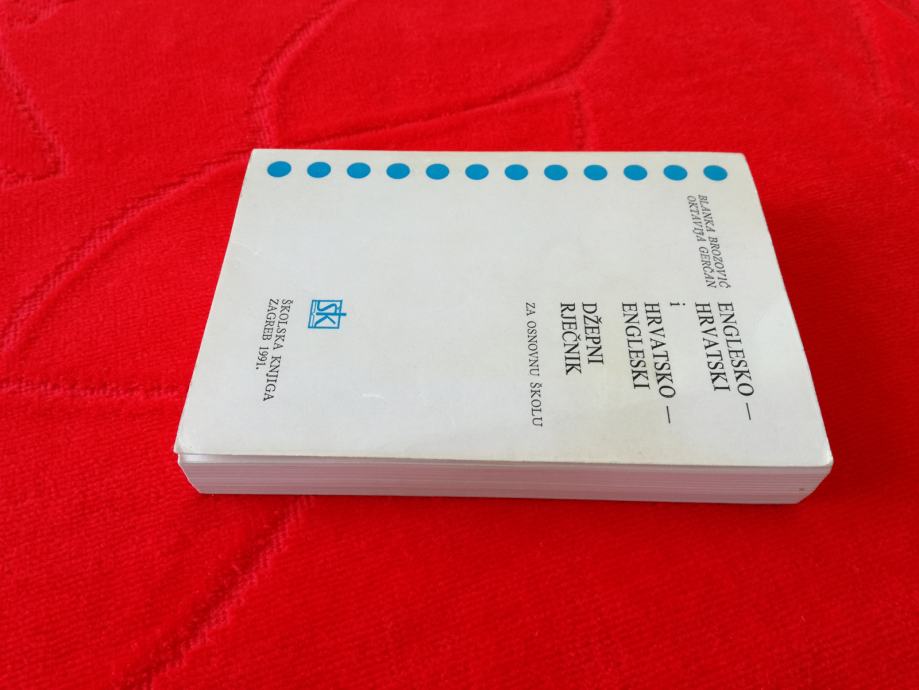 BLANKA BROZOVIĆ
OKTAVIJA GERČAN
ENGLESKO –
HRVATSKI
i
HRVATSKO –
ENGLESKI
DŽEPNI
RJEČNIK
ZA OSNOVNU ŠKOLU
ŠK
ŠKOLSKA KNJIGA
ZAGREB 1991.